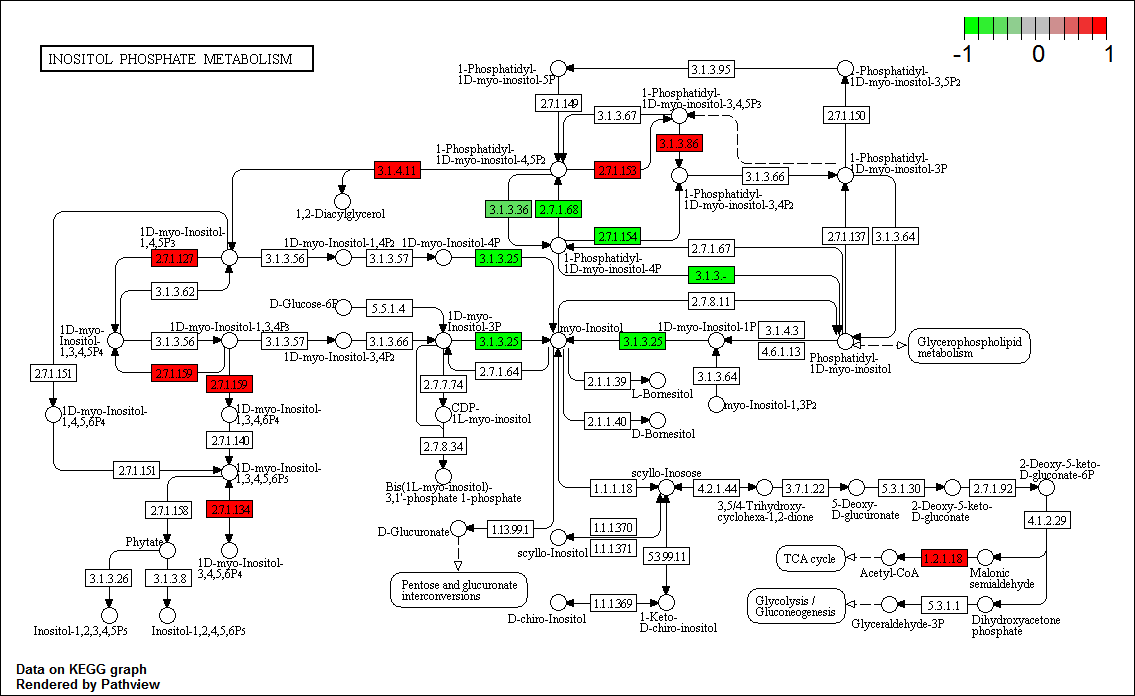 INOSITOL PHOSPHATE METABOLISM
-1 0 1
1-Phosphatidyl-
1D-myo-inositol-5P
3.1.3.95
1-Phosphatidyl-
1D-myo-inositol-3,5P2
2.7.1.149
1-Phosphatidyl-
1D-myo-inositol-3,4,5P3
3.1.3.67
2.7.1.150
3.1.3.86
1-Phosphatidyl-
1D-myo-inositol-4,5P2
3.1.4.11
2.7.1.153
3.1.3.66
1-Phosphatidyl-
1D-myo-inositol-3P
1,2-Diacylglycerol
3.1.3.36
2.7.1.68
1-Phosphatidyl-
1D-myo-inositol-3,4P2
1D-myo-Inositol-
1,4,5P3
1D-myo-Inositol-1,4P2
1D-myo-Inositol-4P
2.7.1.154
2.7.1.67
2.7.1.137
3.1.3.64
2.7.1.127
3.1.3.56
3.1.3.57
3.1.3.25
1-Phosphatidyl-
1D-myo-inositol-4P
3.1.3.-
3.1.3.62
D-Glucose-6P
5.5.1.4
2.7.8.11
1D-myo-
Inositol-
1,3,4,5P4
1D-myo-Inositol-1,3,4P3
1D-myo-
Inositol-3P
myo-Inositol
1D-myo-Inositol-1P
3.1.4.3
4.6.1.13
3.1.3.56
3.1.3.57
3.1.3.66
3.1.3.25
3.1.3.25
Glycerophospholipid
metabolism
1D-myo-Inositol-3,4P2
Phosphatidyl-
1D-myo-inositol
2.7.1.151
2.7.1.159
2.7.1.159
2.7.1.64
2.7.7.74
2.1.1.39
L-Bornesitol
3.1.3.64
myo-Inositol-1,3P2
1D-myo-Inositol-
1,4,5,6P4
1D-myo-Inositol-
1,3,4,6P4
CDP-
1L-myo-inositol
2.1.1.40
D-Bornesitol
2.7.1.140
2.7.8.34
2.7.1.151
1D-myo-Inositol-
1,3,4,5,6P5
Bis(1L-myo-inositol)-
3,1'-phosphate 1-phosphate
scyllo-Inosose
1.1.1.18
4.2.1.44
3,5/4-Trihydroxy-
cyclohexa-1,2-dione
3.7.1.22
5-Deoxy-
D-glucuronate
5.3.1.30
2-Deoxy-5-keto-
D-gluconate
2.7.1.92
2-Deoxy-5-keto-
D-gluconate-6P
2.7.1.158
2.7.1.134
4.1.2.29
D-Glucuronate
1.13.99.1
1.1.1.370
1.1.1.371
scyllo-Inositol
5.3.99.11
Phytate
1D-myo-Inositol-
3,4,5,6P4
TCA cycle
Acetyl-CoA
1.2.1.18
Malonic
semialdehyde
3.1.3.26
3.1.3.8
Pentose and glucuronate
interconversions
Inositol-1,2,3,4,5P5
Inositol-1,2,4,5,6P5
D-chiro-Inositol
1.1.1.369
1-Keto-
D-chiro-inositol
Glycolysis /
Gluconeogenesis
Glyceraldehyde-3P
5.3.1.1
Dihydroxyacetone
phosphate
Data on KEGG graph
Rendered by Pathview